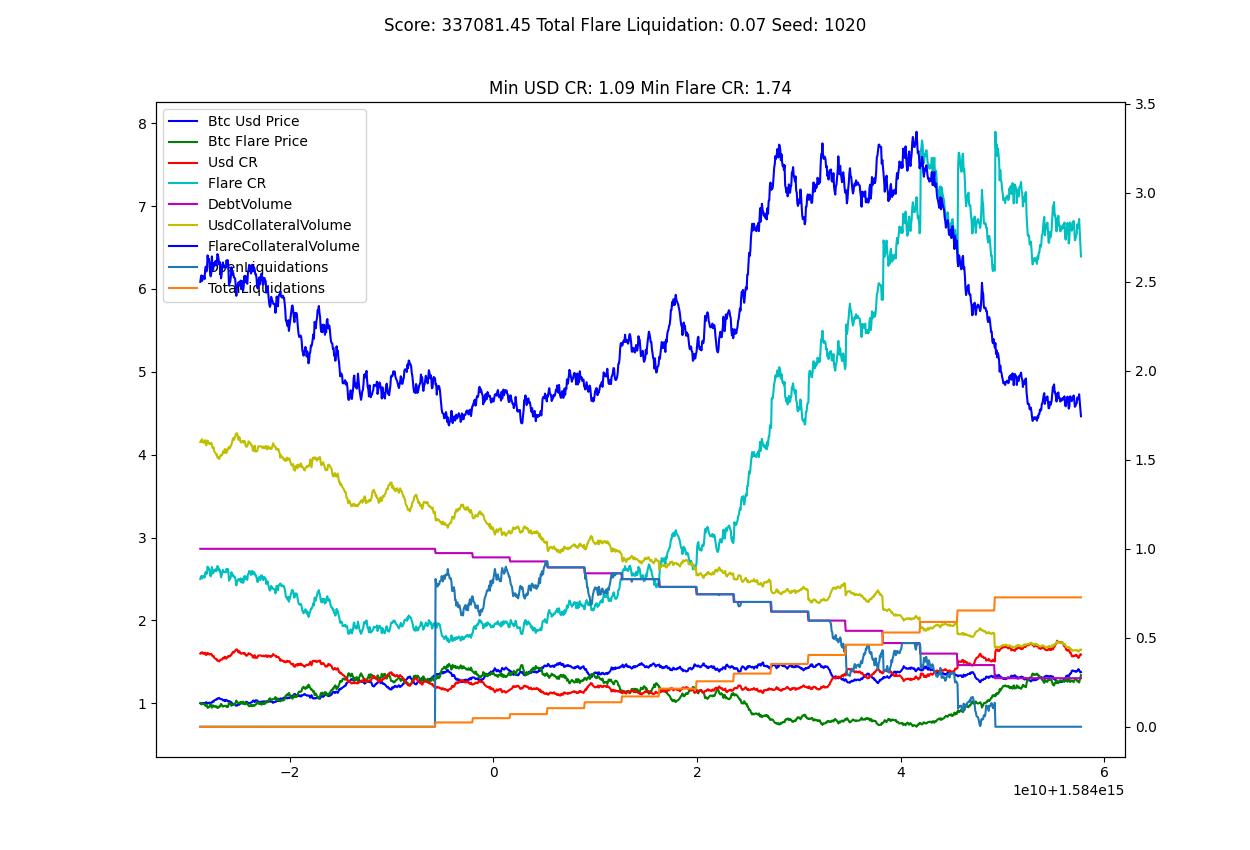 Score: 337081.45 Total Flare Liquidation: 0.07 Seed: 1020
Min USD CR: 1.09 Min Flare CR: 1.74
Btc Usd Price
Btc Flare Price
Usd CR
Flare CR
DebtVolume
UsdCollateralVolume
FlareCollateralVolume
OpenLiquidations
TotalLiquidations
8
7
6
5
4
3
2
1
3.5
3.0
2.5
2.0
1.5
1.0
0.5
0.0
−2 0 2 4 6
1e10+1.584e15